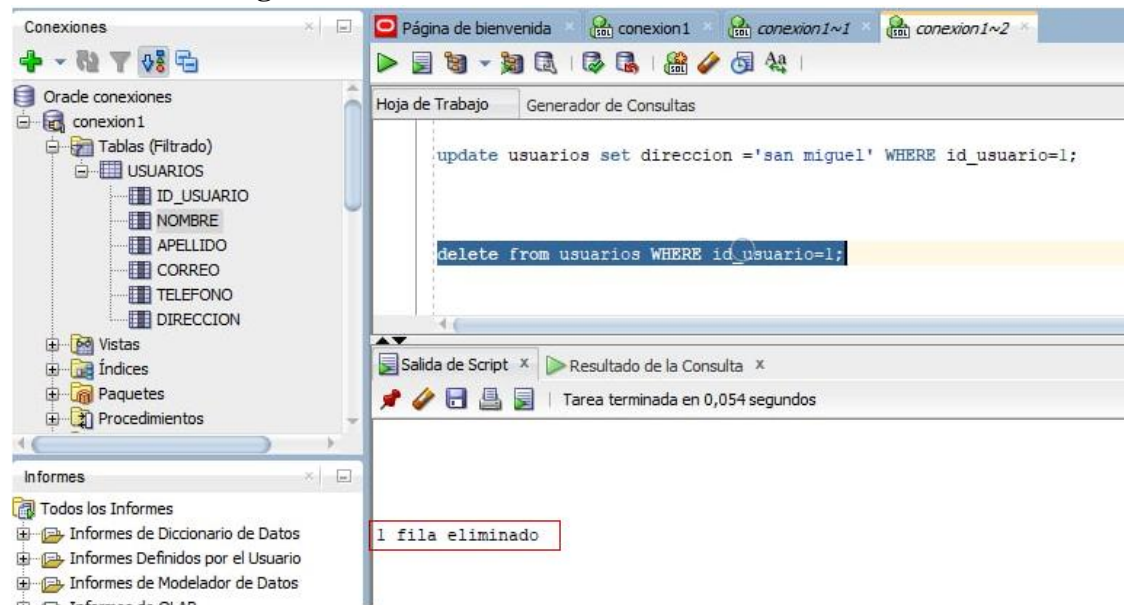 Conexiones
Página de bienvenida
conexion1
conexion1~1
conexion1~2
Oracle conexiones
conexion1
Tablas (Filtrado)
USUARIOS
ID_USUARIO
NOMBRE
APELLIDO
CORREO
TELEFONO
DIRECCION
Vistas
Índices
Paquetes
Procedimientos
Hoja de Trabajo
Generador de Consultas
update usuarios set direccion ='san miguel' WHERE id_usuario=1;
delete from usuarios WHERE id_usuario=1;
Salida de Script
Resultado de la Consulta
Tarea terminada en 0,054 segundos
1 fila eliminado
Informes
Todos los Informes
Informes de Diccionario de Datos
Informes Definidos por el Usuario
Informes de Modelador de Datos